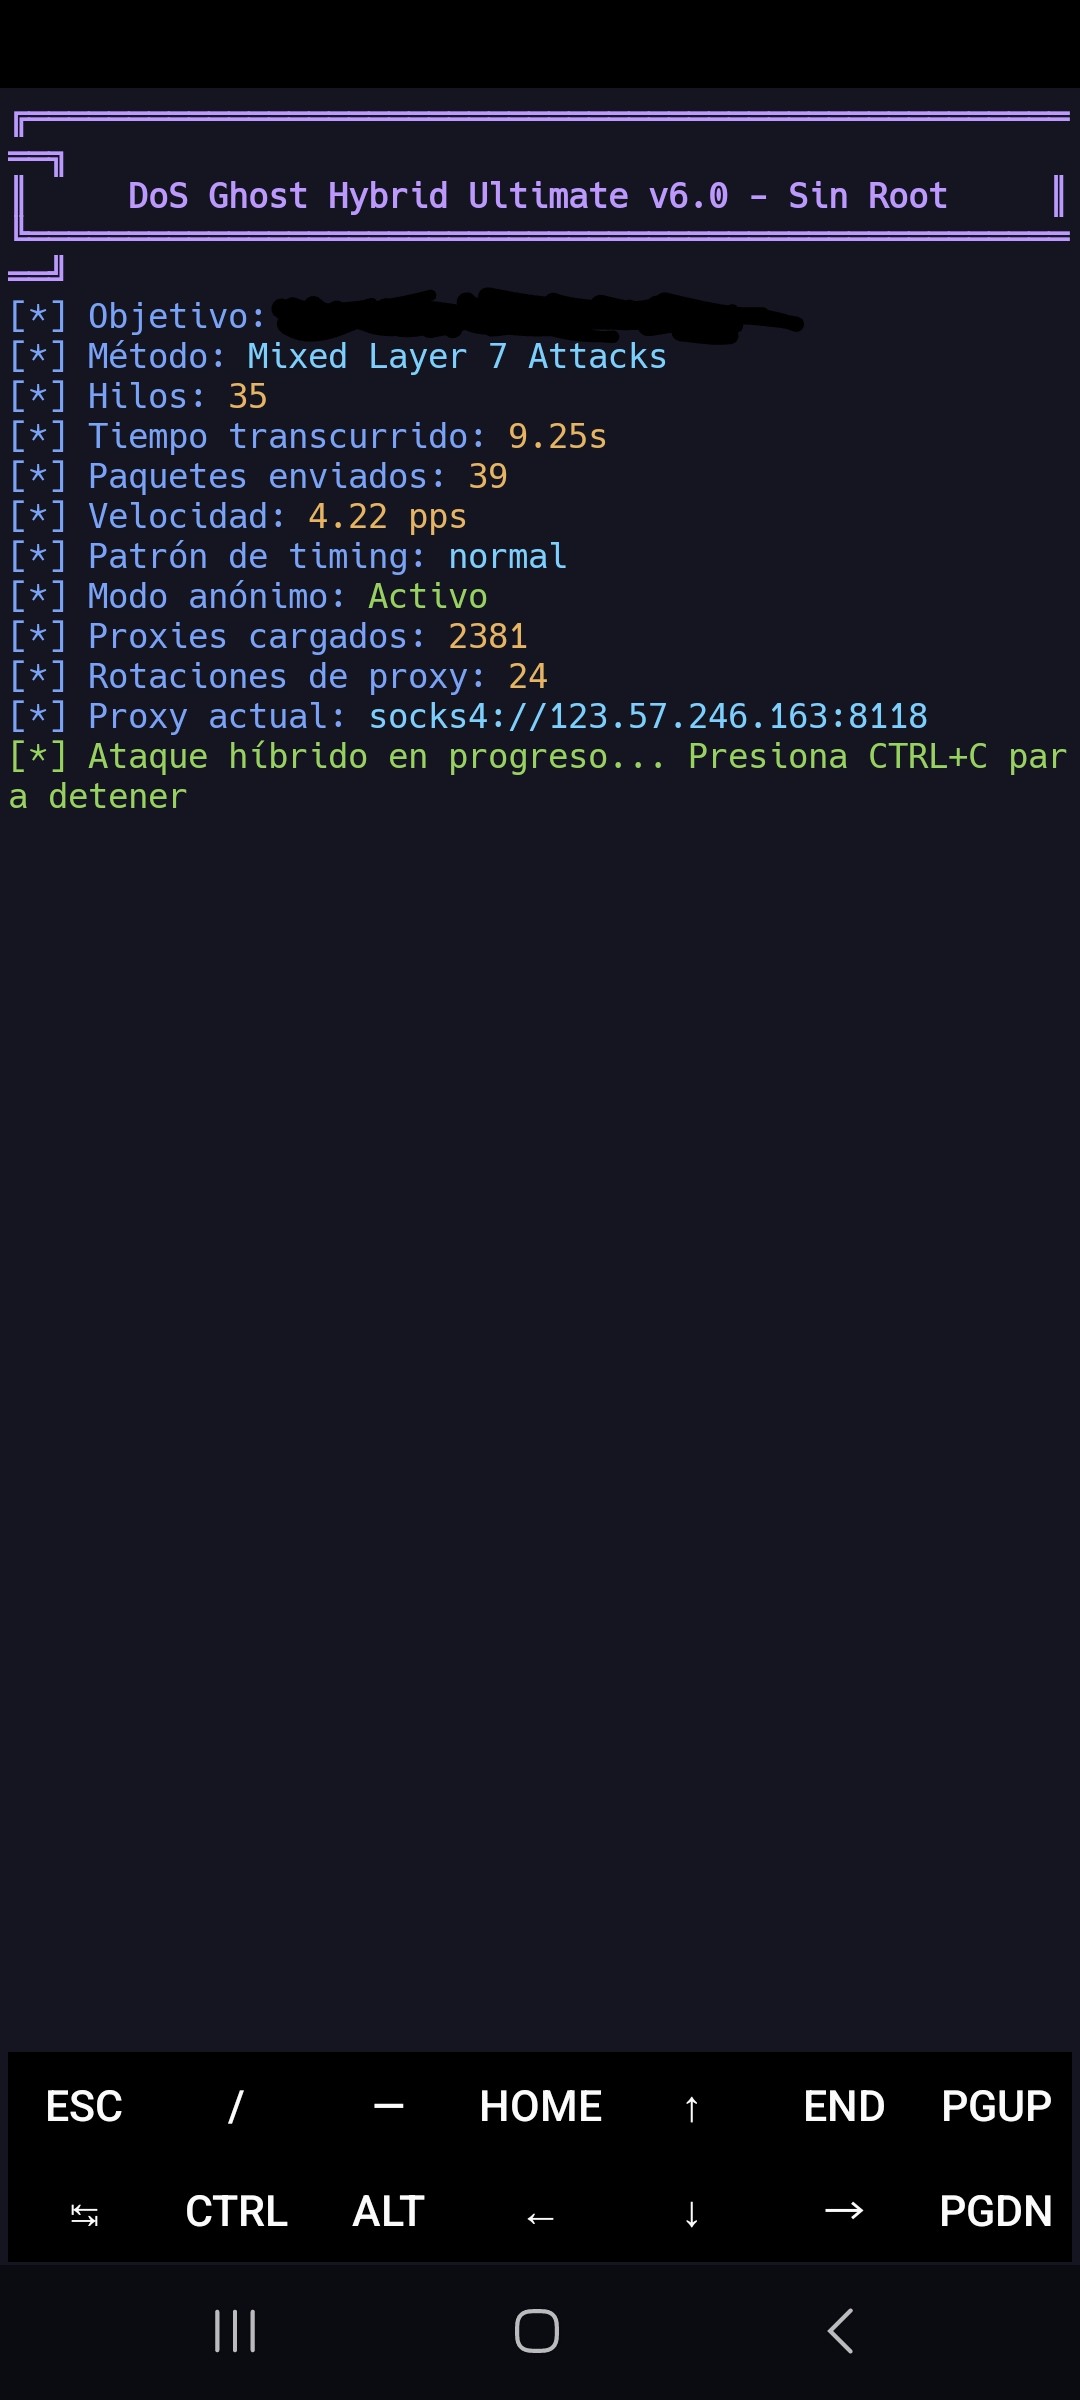 DoS Ghost Hybrid Ultimate v6.0 - Sin Root
[*] Objetivo:
[*] Método: Mixed Layer 7 Attacks
[*] Hilos: 35
[*] Tiempo transcurrido: 9.25s
[*] Paquetes enviados: 39
[*] Velocidad: 4.22 pps
[*] Patrón de timing: normal
[*] Modo anónimo: Activo
[*] Proxies cargados: 2381
[*] Rotaciones de proxy: 24
[*] Proxy actual: socks4://123.57.246.163:8118
[*] Ataque híbrido en progreso... Presiona CTRL+C par
a detener
ESC / — HOME ↑ END PGUP
↹ CTRL ALT ← ↓ → PGDN